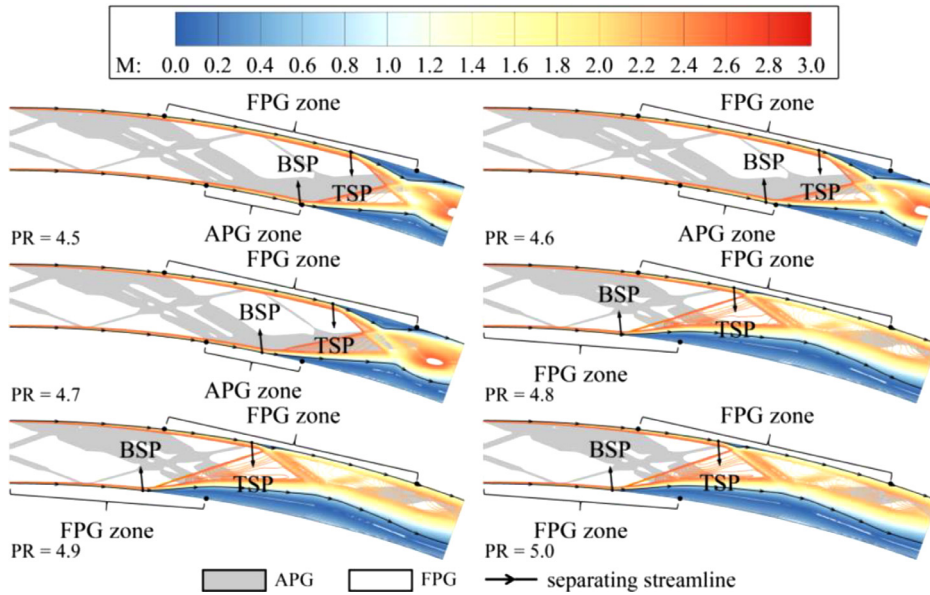 M: 0.0 0.2 0.4 0.6 0.8 1.0 1.2 1.4 1.6 1.8 2.0 2.2 2.4 2.6 2.8 3.0
FPG zone
BSP
TSP
APG zone
PR = 4.5
FPG zone
BSP
TSP
APG zone
PR = 4.6
FPG zone
BSP
TSP
APG zone
PR = 4.7
FPG zone
BSP
TSP
FPG zone
PR = 4.8
FPG zone
BSP
TSP
FPG zone
PR = 4.9
FPG zone
BSP
TSP
FPG zone
PR = 5.0
APG FPG separating streamline